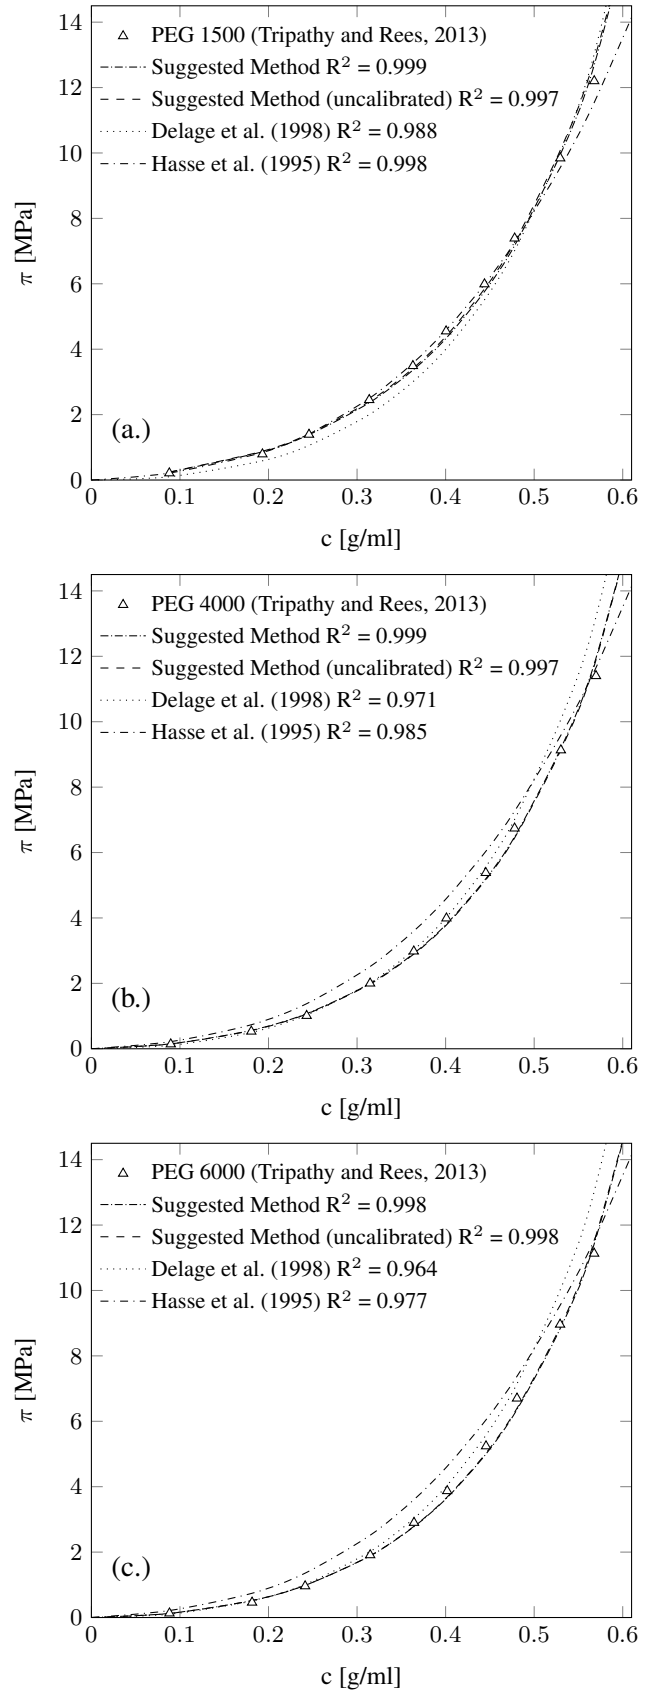 14
12
10
8
6
4
2
0
π [MPa]
PEG 1500 (Tripathy and Rees, 2013)
Suggested Method R² = 0.999
Suggested Method (uncalibrated) R² = 0.997
Delage et al. (1998) R² = 0.988
Hasse et al. (1995) R² = 0.998
(a.)
0 0.1 0.2 0.3 0.4 0.5 0.6
c [g/ml]
14
12
10
8
6
4
2
0
π [MPa]
PEG 4000 (Tripathy and Rees, 2013)
Suggested Method R² = 0.999
Suggested Method (uncalibrated) R² = 0.997
Delage et al. (1998) R² = 0.971
Hasse et al. (1995) R² = 0.985
(b.)
0 0.1 0.2 0.3 0.4 0.5 0.6
c [g/ml]
14
12
10
8
6
4
2
0
π [MPa]
PEG 6000 (Tripathy and Rees, 2013)
Suggested Method R² = 0.998
Suggested Method (uncalibrated) R² = 0.998
Delage et al. (1998) R² = 0.964
Hasse et al. (1995) R² = 0.977
(c.)
0 0.1 0.2 0.3 0.4 0.5 0.6
c [g/ml]